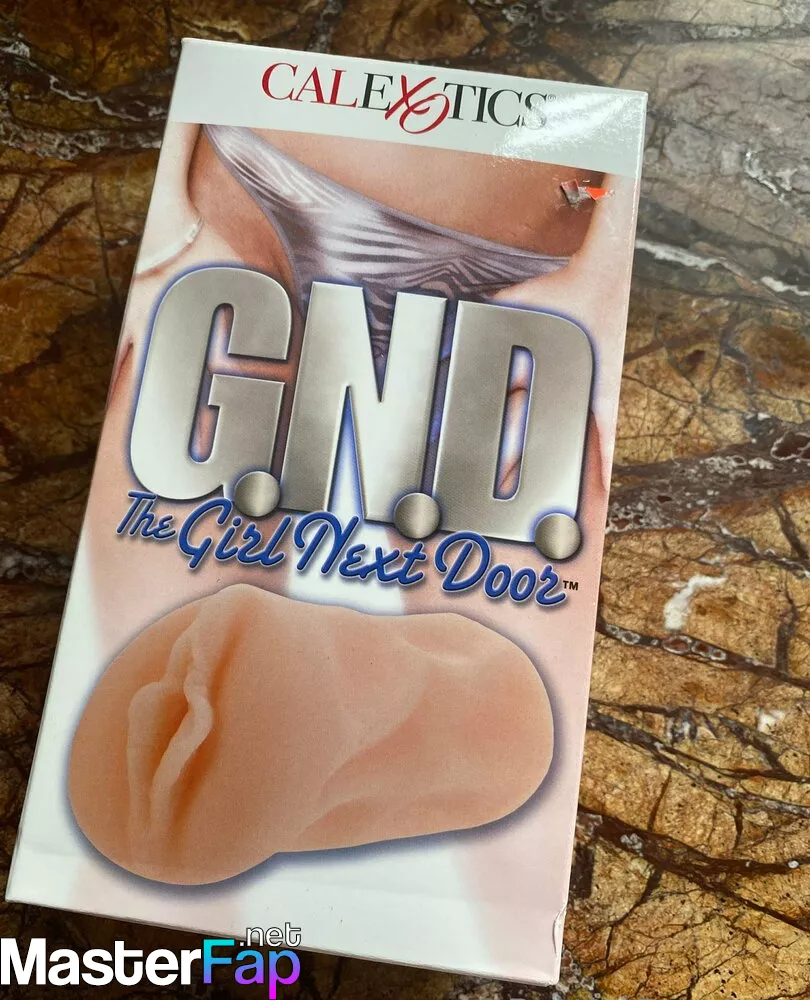 CALEXOTICS
G.N.D.
The Girl Next Door™
.net
MasterFap